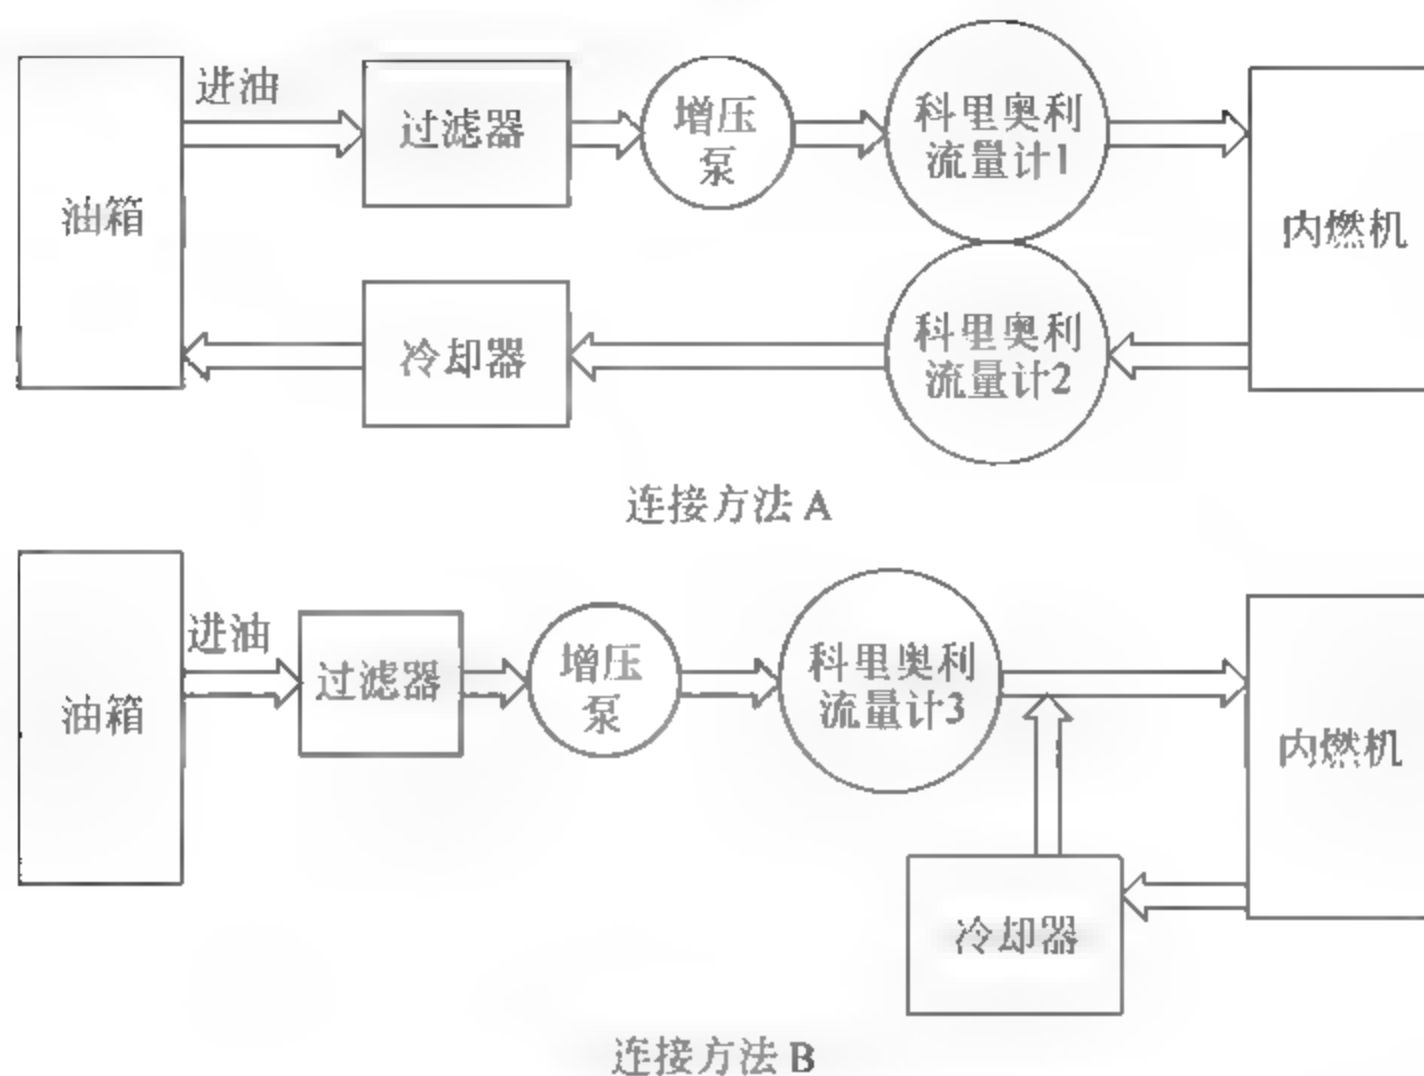 进油
油箱
过滤器
增压
泵
科里奥利
流量计1
内燃机
冷却器
科里奥利
流量计2
连接方法 A
进油
油箱
过滤器
增压
泵
科里奥利
流量计3
内燃机
冷却器
连接方法 B